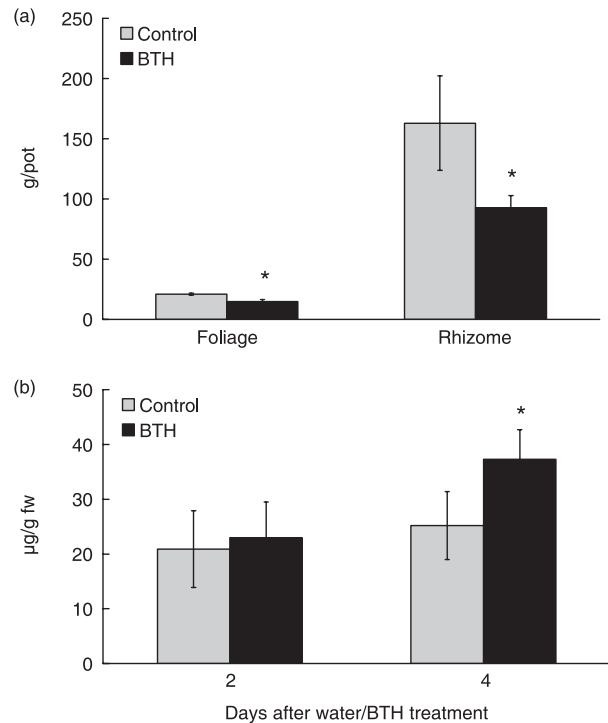 (a)
250
200
150
100
50
0
g/pot
Control
BTH
*
*
Foliage
Rhizome
(b)
50
40
30
20
10
0
µg/g fw
Control
BTH
*
2
4
Days after water/BTH treatment